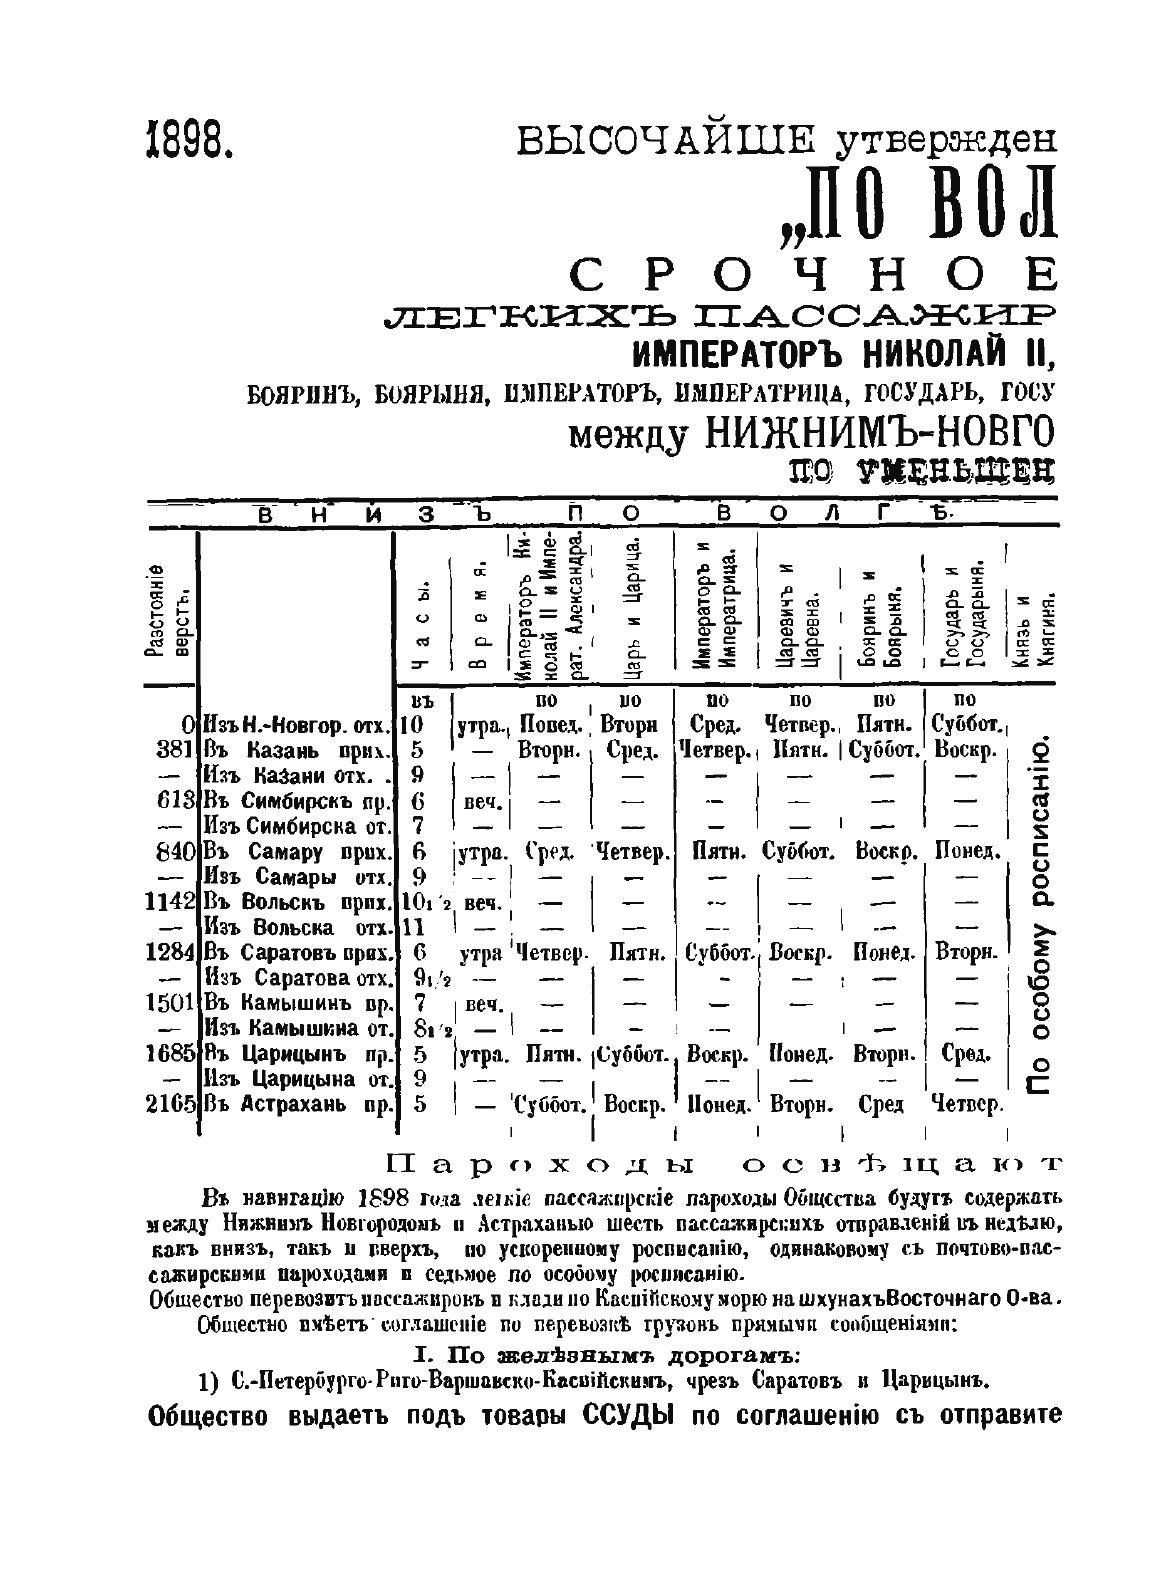 1898.
ВЫСОЧАЙШЕ утвержден
„ПО ВОЛ
СРОЧНОЕ
ЛЕГКИХЪ ПАССАЖИР
ИМПЕРАТОРЪ НИКОЛАЙ II,
БОЯРИНЪ, БОЯРЫНЯ, ИМПЕРАТОРЪ, ИМПЕРАТРИЦА, ГОСУДАРЬ, ГОСУ
между НИЖНИМЪ-НОВГО
ПО УМЕНЬШЕН
ВНИЗЪ ПО ВОЛГѢ.
Разстояніе верстъ. Часы. Время. Императоръ Николай II и Императ. Александра. Царь и Царица. Императоръ и Императрица. Царевичъ и Царевна. Бояринъ и Боярыня. Государь и Государыня. Князь и Княгиня.
въ по по по по по по
0 Изъ Н.-Новгор. отх. 10 утра. Понед. Вторн Сред. Четвер. Пятн. Суббот.
381 Въ Казань прих. 5 — Вторн. Сред. Четвер. Пятн. Суббот. Воскр.
— Изъ Казани отх. . 9 — — — — — — —
613 Въ Симбирскъ пр. 6 веч. — — — — — —
— Изъ Симбирска от. 7 — — — — — — —
840 Въ Самару прих. 6 утра. Сред. Четвер. Пятн. Суббот. Воскр. Понед.
— Изъ Самары отх. 9 — — — — — — —
1142 Въ Вольскъ прих. 10 1/2 веч. — — — — — —
— Изъ Вольска отх. 11 — — — — — — —
1284 Въ Саратовъ прих. 6 утра Четвер. Пятн. Суббот. Воскр. Понед. Вторн.
— Изъ Саратова отх. 9 1/2 — — — — — — —
1501 Въ Камышинъ пр. 7 веч. — — — — — —
— Изъ Камышина от. 8 1/2 — — — — — —
1685 Въ Царицынъ пр. 5 утра. Пятн. Суббот. Воскр. Понед. Вторн. Сред.
— Изъ Царицына от. 9 — — — — — —
2165 Въ Астрахань пр. 5 — Суббот. Воскр. Понед. Вторн. Сред Четвер.
По особому росписанію.
Пароходы освѣщают
Въ навигацію 1898 года легкіе пассажирскіе пароходы Общества будутъ содержать
между Нижнимъ Новгородомъ и Астраханью шесть пассажирскихъ отправленій въ недѣлю,
какъ внизъ, такъ и вверхъ, по ускоренному росписанію, одинаковому съ почтово-пас-
сажирскими пароходами и седьмое по особому росписанію.
Общество перевозитъ пассажировъ и клади по Каспійскому морю на шхунахъ Восточнаго О-ва.
Общество имѣетъ соглашеніе по перевозкѣ грузовъ прямыми сообщеніями:
I. По желѣзнымъ дорогамъ:
1) С.-Петербурго-Риго-Варшавско-Каспійскимъ, чрезъ Саратовъ и Царицынъ.
Общество выдаетъ подъ товары ССУДЫ по соглашенію съ отправите